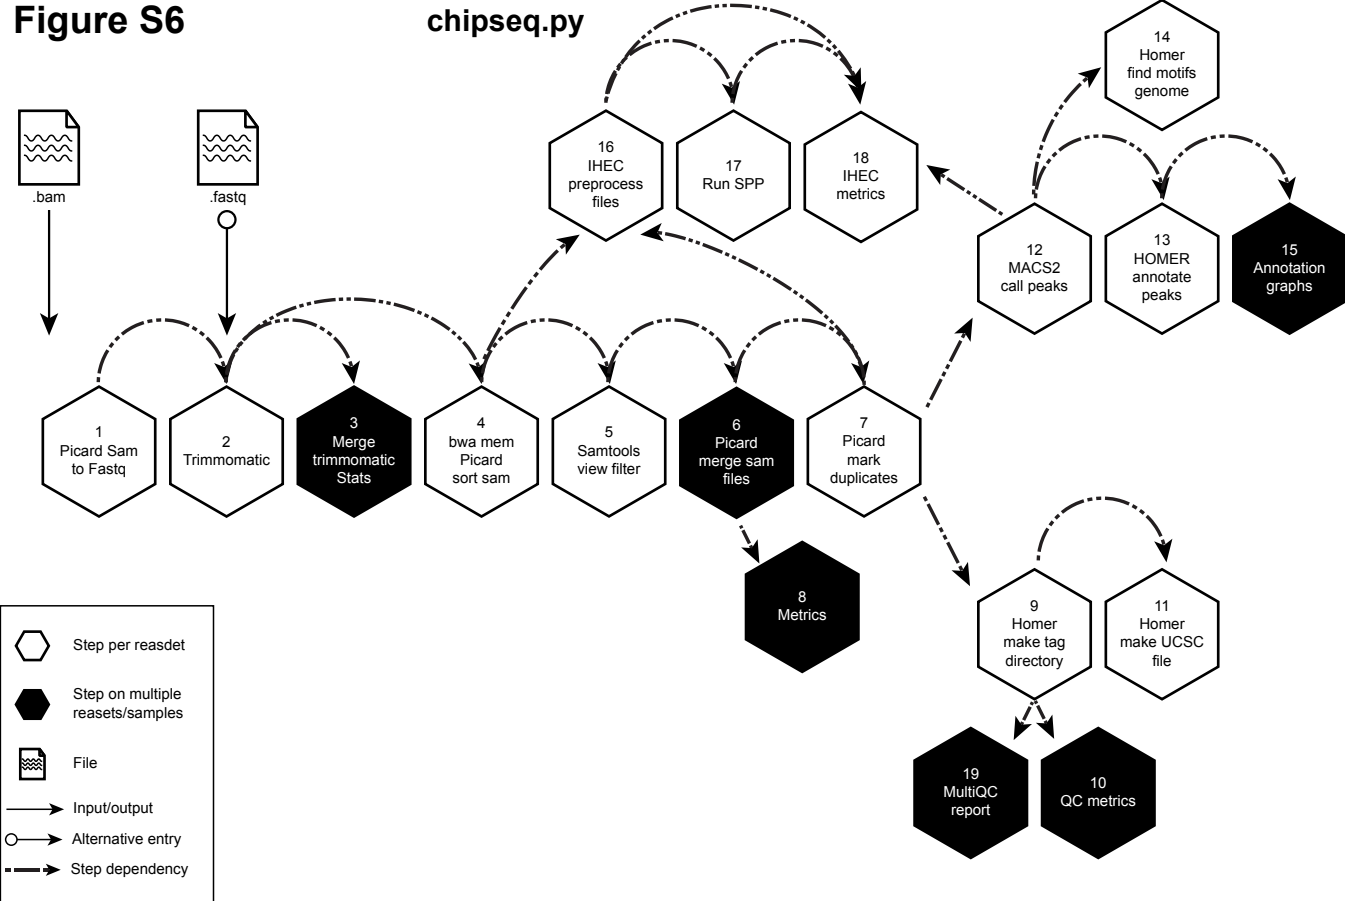 Figure S6
chipseq.py
.bam
.fastq
14
Homer
find motifs
genome
16
IHEC
preprocess
files
17
Run SPP
18
IHEC
metrics
12
MACS2
call peaks
13
HOMER
annotate
peaks
15
Annotation
graphs
1
Picard Sam
to Fastq
2
Trimmomatic
3
Merge
trimmomatic
Stats
4
bwa mem
Picard
sort sam
5
Samtools
view filter
6
Picard
merge sam
files
7
Picard
mark
duplicates
8
Metrics
9
Homer
make tag
directory
11
Homer
make UCSC
file
19
MultiQC
report
10
QC metrics
Step per reasdet
Step on multiple
reasets/samples
File
Input/output
Alternative entry
Step dependency